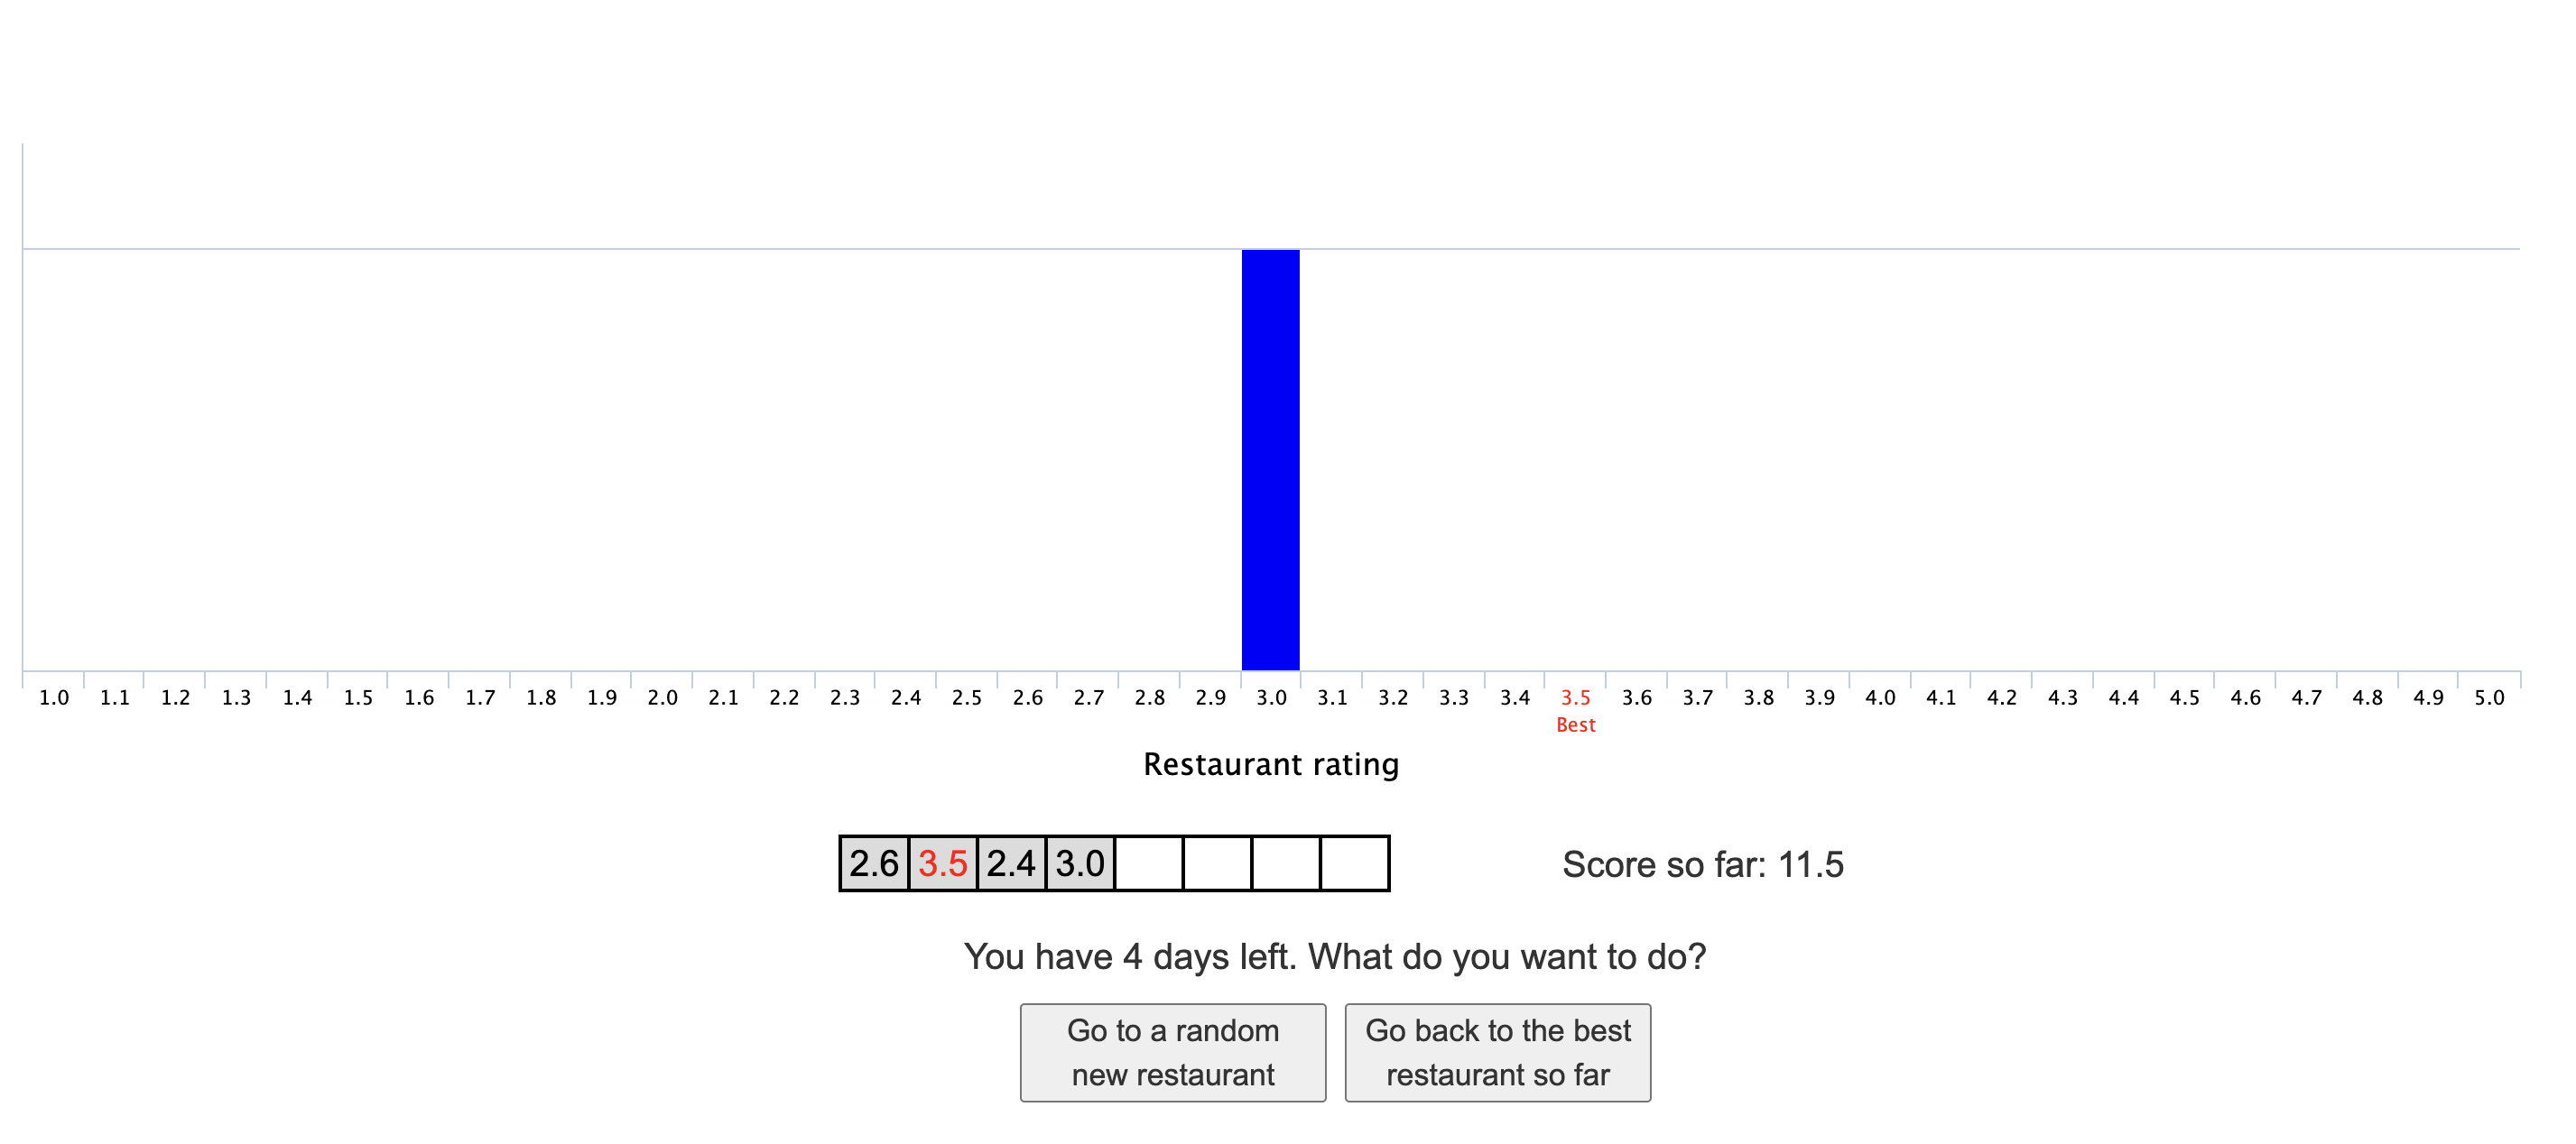 1.0 1.1 1.2 1.3 1.4 1.5 1.6 1.7 1.8 1.9 2.0 2.1 2.2 2.3 2.4 2.5 2.6 2.7 2.8 2.9 3.0 3.1 3.2 3.3 3.4 3.5 3.6 3.7 3.8 3.9 4.0 4.1 4.2 4.3 4.4 4.5 4.6 4.7 4.8 4.9 5.0
Best
Restaurant rating
2.6 3.5 2.4 3.0
Score so far: 11.5
You have 4 days left. What do you want to do?
Go to a random
new restaurant
Go back to the best
restaurant so far